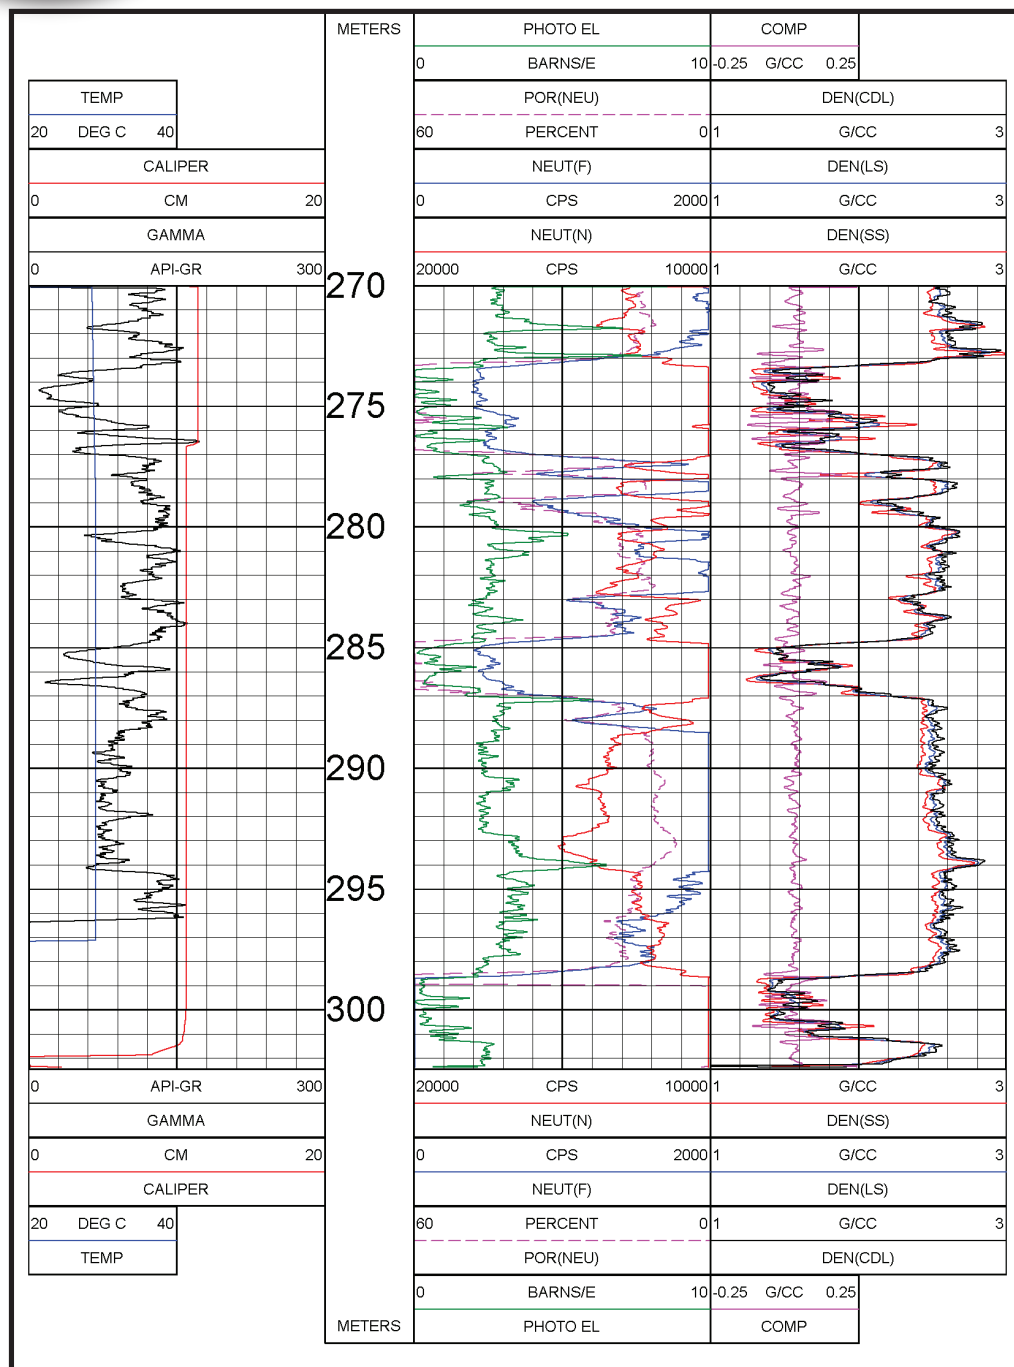 METERS PHOTO EL COMP
0 BARNS/E 10 -0.25 G/CC 0.25
TEMP POR(NEU) DEN(CDL)
20 DEG C 40 60 PERCENT 0 1 G/CC 3
CALIPER NEUT(F) DEN(LS)
0 CM 20 0 CPS 2000 1 G/CC 3
GAMMA NEUT(N) DEN(SS)
0 API-GR 300 20000 CPS 10000 1 G/CC 3
270
275
280
285
290
295
300
0 API-GR 300 20000 CPS 10000 1 G/CC 3
GAMMA NEUT(N) DEN(SS)
0 CM 20 0 CPS 2000 1 G/CC 3
CALIPER NEUT(F) DEN(LS)
20 DEG C 40 60 PERCENT 0 1 G/CC 3
TEMP POR(NEU) DEN(CDL)
0 BARNS/E 10 -0.25 G/CC 0.25
METERS PHOTO EL COMP